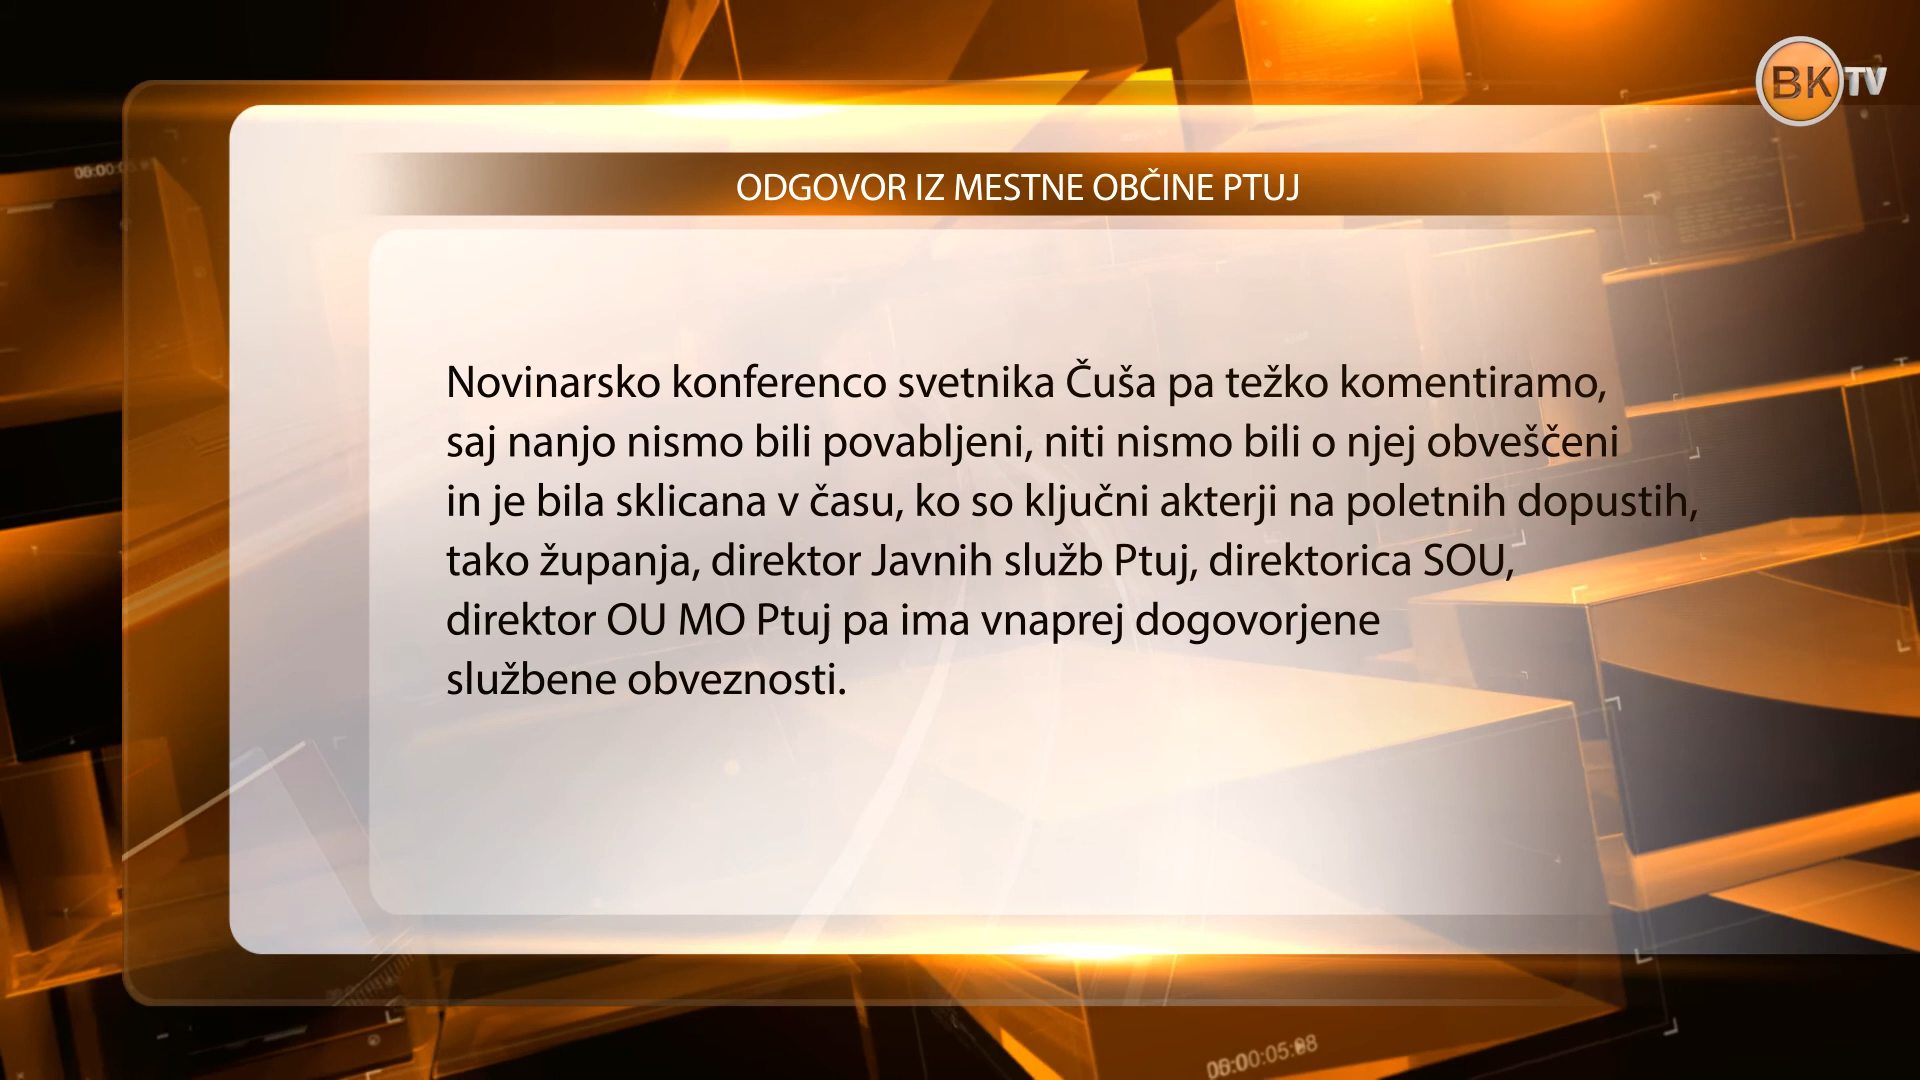 BK TV
ODGOVOR IZ MESTNE OBČINE PTUJ
Novinarsko konferenco svetnika Čuša pa težko komentiramo,
saj nanjo nismo bili povabljeni, niti nismo bili o njej obveščeni
in je bila sklicana v času, ko so ključni akterji na poletnih dopustih,
tako županja, direktor Javnih služb Ptuj, direktorica SOU,
direktor OU MO Ptuj pa ima vnaprej dogovorjene
službene obveznosti.